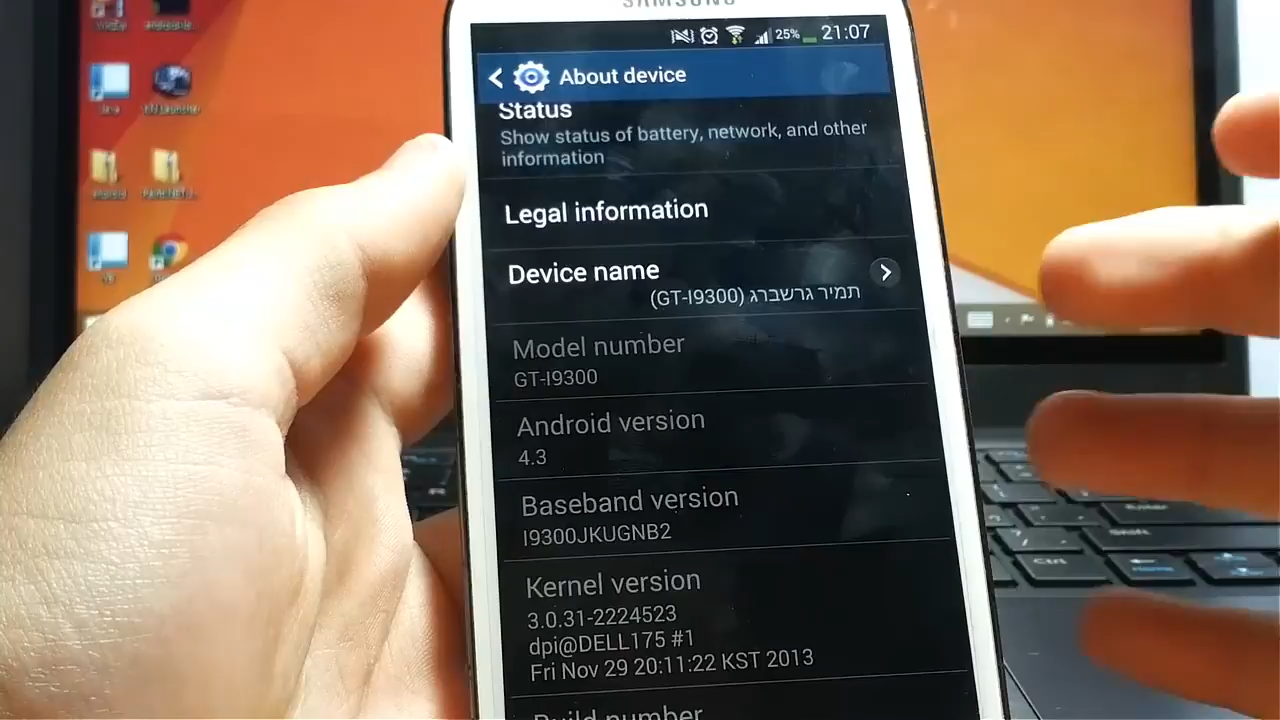 SAMSUNG
25% 21:07
About device
Status
Show status of battery, network, and other
information
Legal information
Device name
תמיר גרשברג (GT-I9300)
Model number
GT-I9300
Android version
4.3
Baseband version
I9300JKUGNB2
Kernel version
3.0.31-2224523
dpi@DELL175 #1
Fri Nov 29 20:11:22 KST 2013
Build number
Shift
Ctrl